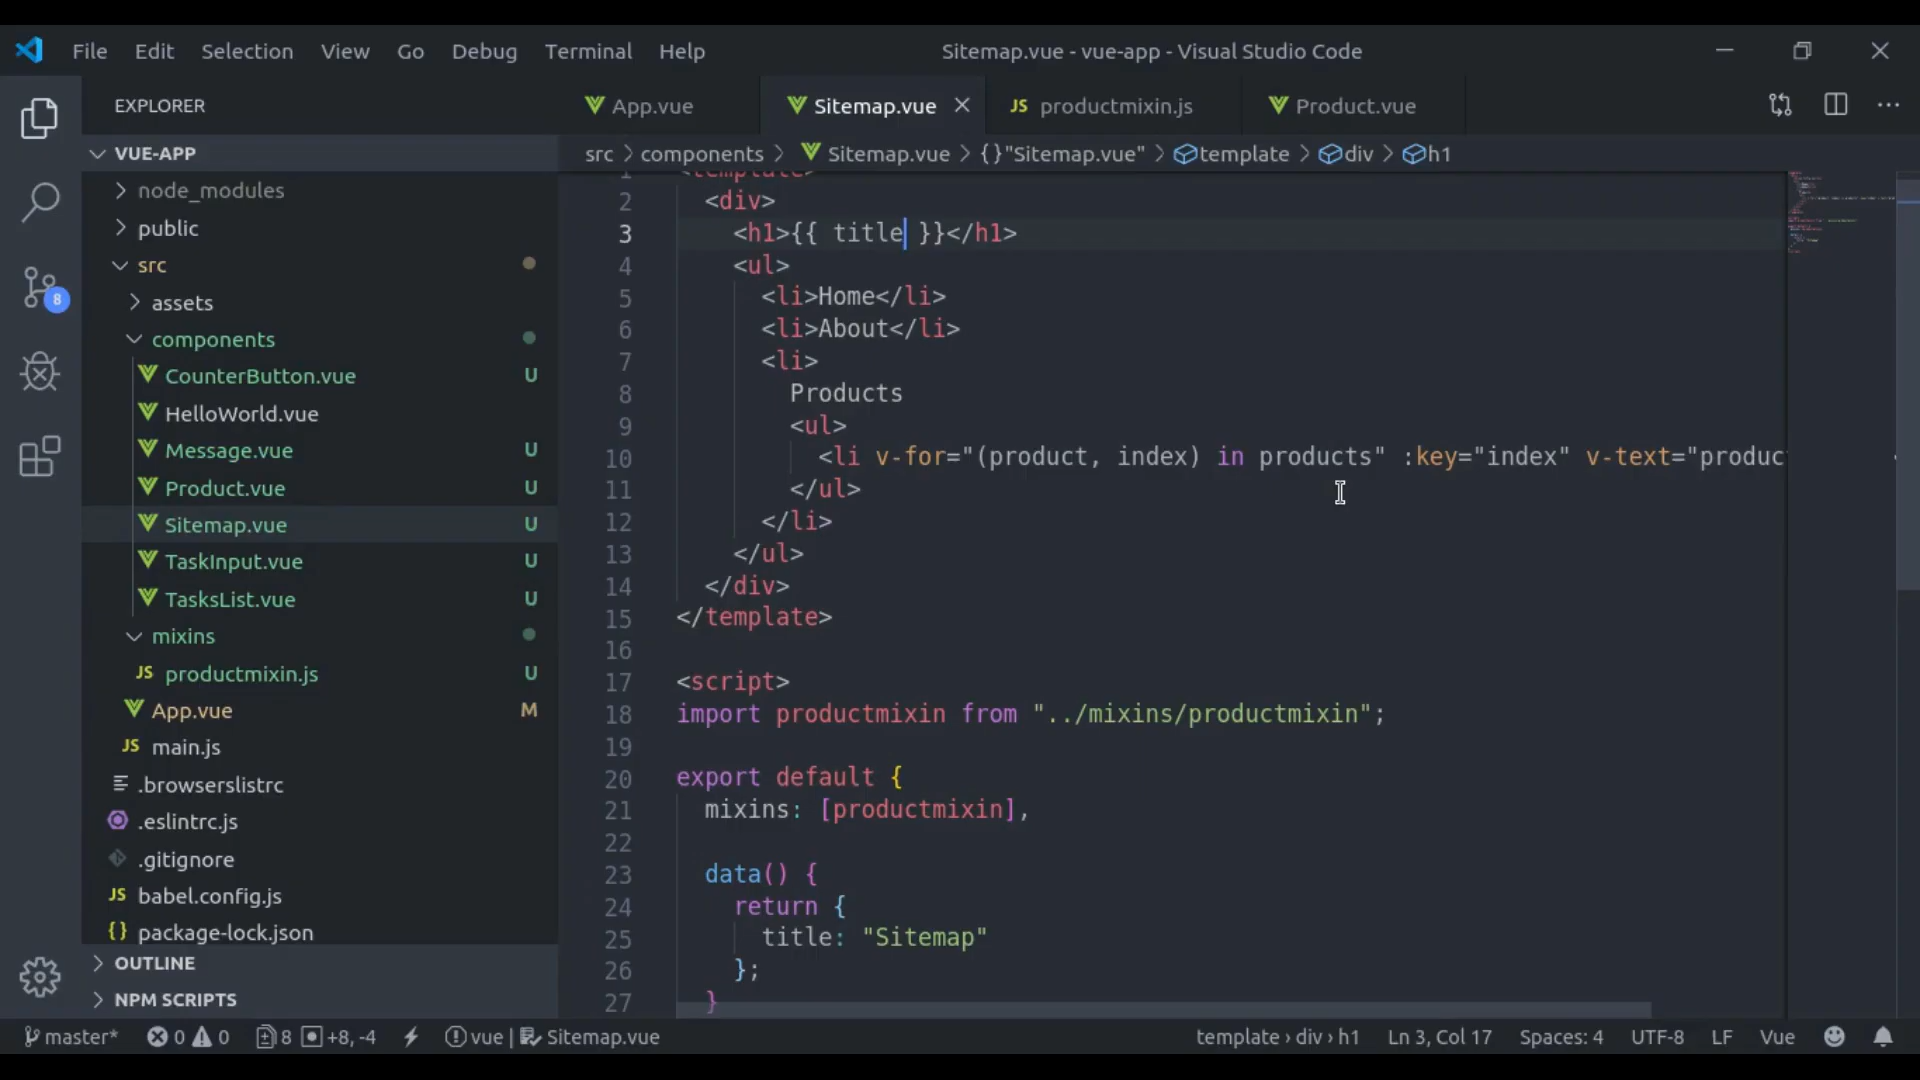 File Edit Selection View Go Debug Terminal Help
Sitemap.vue - vue-app - Visual Studio Code
EXPLORER
App.vue
Sitemap.vue
JS productmixin.js
Product.vue
VUE-APP
src > components > Sitemap.vue > {} "Sitemap.vue" > template > div > h1
node_modules
public
src
assets
components
CounterButton.vue U
HelloWorld.vue
Message.vue U
Product.vue U
Sitemap.vue U
TaskInput.vue U
TasksList.vue U
mixins
JS productmixin.js U
App.vue M
JS main.js
.browserslistrc
.eslintrc.js
.gitignore
JS babel.config.js
{} package-lock.json
OUTLINE
NPM SCRIPTS
8
1 <template>
2 <div>
3 <h1>{{ title }}</h1>
4 <ul>
5 <li>Home</li>
6 <li>About</li>
7 <li>
8 Products
9 <ul>
10 <li v-for="(product, index) in products" :key="index" v-text="produc
11 </ul>
12 </li>
13 </ul>
14 </div>
15 </template>
16
17 <script>
18 import productmixin from "../mixins/productmixin";
19
20 export default {
21 mixins: [productmixin],
22
23 data() {
24 return {
25 title: "Sitemap"
26 };
27 }
master* 0 0 8 +8, -4 vue | Sitemap.vue
template › div › h1 Ln 3, Col 17 Spaces: 4 UTF-8 LF Vue